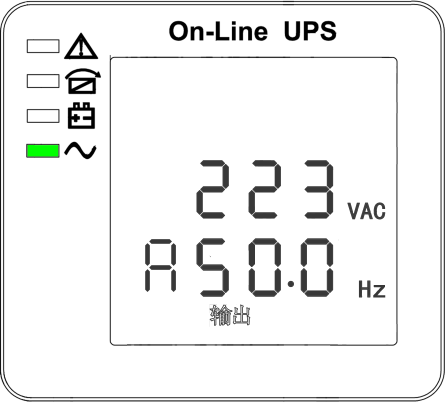 On-Line UPS
223 VAC
A50.0 Hz
输出